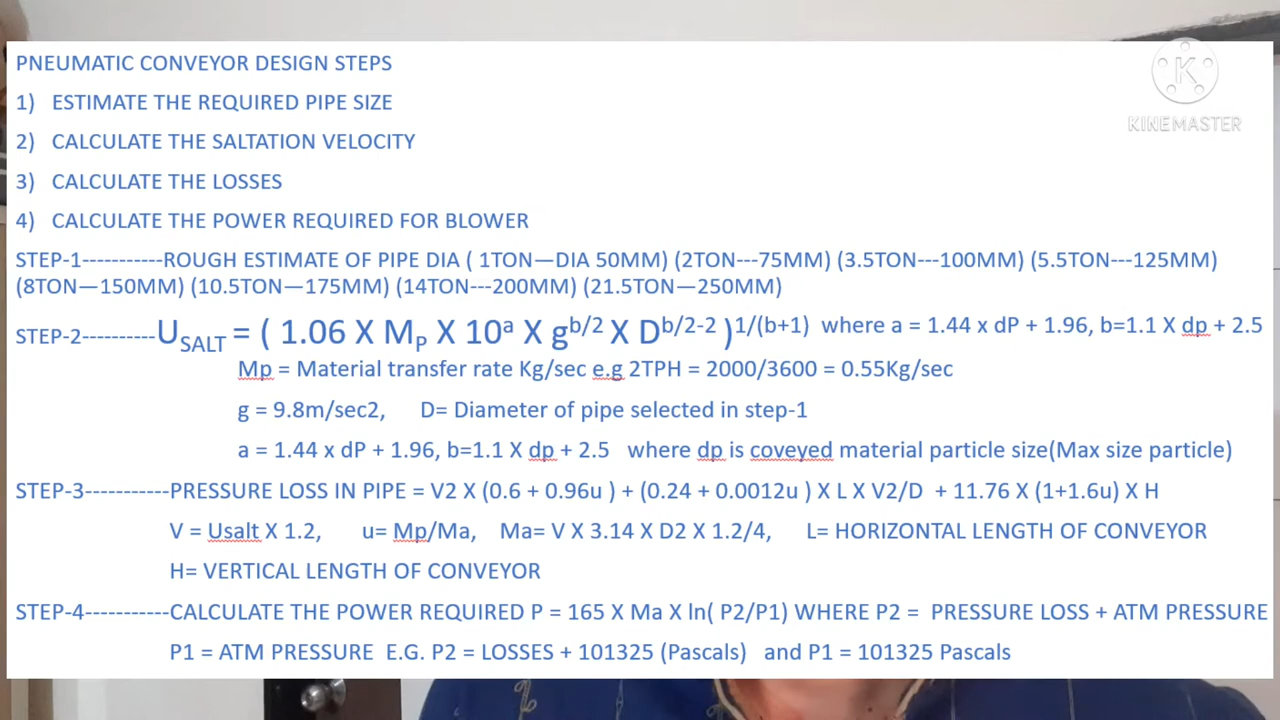 PNEUMATIC CONVEYOR DESIGN STEPS
KINEMASTER
1) ESTIMATE THE REQUIRED PIPE SIZE
2) CALCULATE THE SALTATION VELOCITY
3) CALCULATE THE LOSSES
4) CALCULATE THE POWER REQUIRED FOR BLOWER
STEP-1-----------ROUGH ESTIMATE OF PIPE DIA ( 1TON—DIA 50MM) (2TON---75MM) (3.5TON---100MM) (5.5TON---125MM)
(8TON—150MM) (10.5TON—175MM) (14TON---200MM) (21.5TON—250MM)
STEP-2----------U_SALT = ( 1.06 X M_P X 10^a X g^b/2 X D^b/2-2 )^1/(b+1) where a = 1.44 x dP + 1.96, b=1.1 X dp + 2.5
Mp = Material transfer rate Kg/sec e.g 2TPH = 2000/3600 = 0.55Kg/sec
g = 9.8m/sec2, D= Diameter of pipe selected in step-1
a = 1.44 x dP + 1.96, b=1.1 X dp + 2.5 where dp is coveyed material particle size(Max size particle)
STEP-3-----------PRESSURE LOSS IN PIPE = V2 X (0.6 + 0.96u ) + (0.24 + 0.0012u ) X L X V2/D + 11.76 X (1+1.6u) X H
V = Usalt X 1.2, u= Mp/Ma, Ma= V X 3.14 X D2 X 1.2/4, L= HORIZONTAL LENGTH OF CONVEYOR
H= VERTICAL LENGTH OF CONVEYOR
STEP-4-----------CALCULATE THE POWER REQUIRED P = 165 X Ma X ln( P2/P1) WHERE P2 = PRESSURE LOSS + ATM PRESSURE
P1 = ATM PRESSURE E.G. P2 = LOSSES + 101325 (Pascals) and P1 = 101325 Pascals